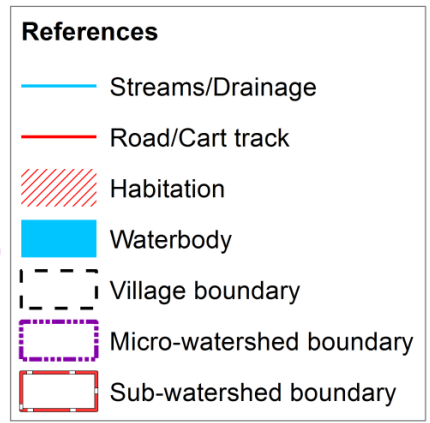 References
Streams/Drainage
Road/Cart track
Habitation
Waterbody
Village boundary
Micro-watershed boundary
Sub-watershed boundary